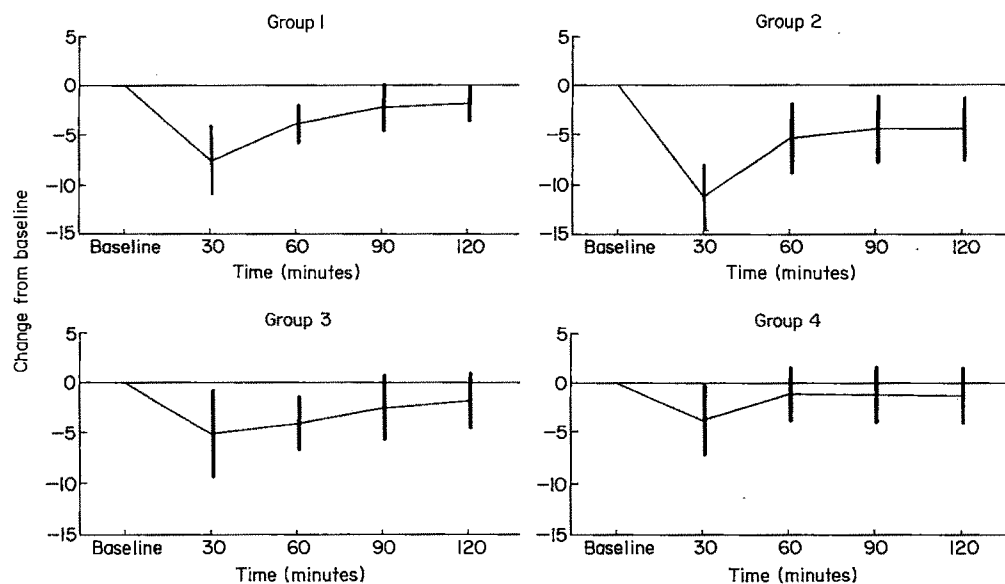 Group 1
5
0
-5
-10
-15
Baseline 30 60 90 120
Time (minutes)
Group 2
5
0
-5
-10
-15
Baseline 30 60 90 120
Time (minutes)
Change from baseline
Group 3
5
0
-5
-10
-15
Baseline 30 60 90 120
Time (minutes)
Group 4
5
0
-5
-10
-15
Baseline 30 60 90 120
Time (minutes)